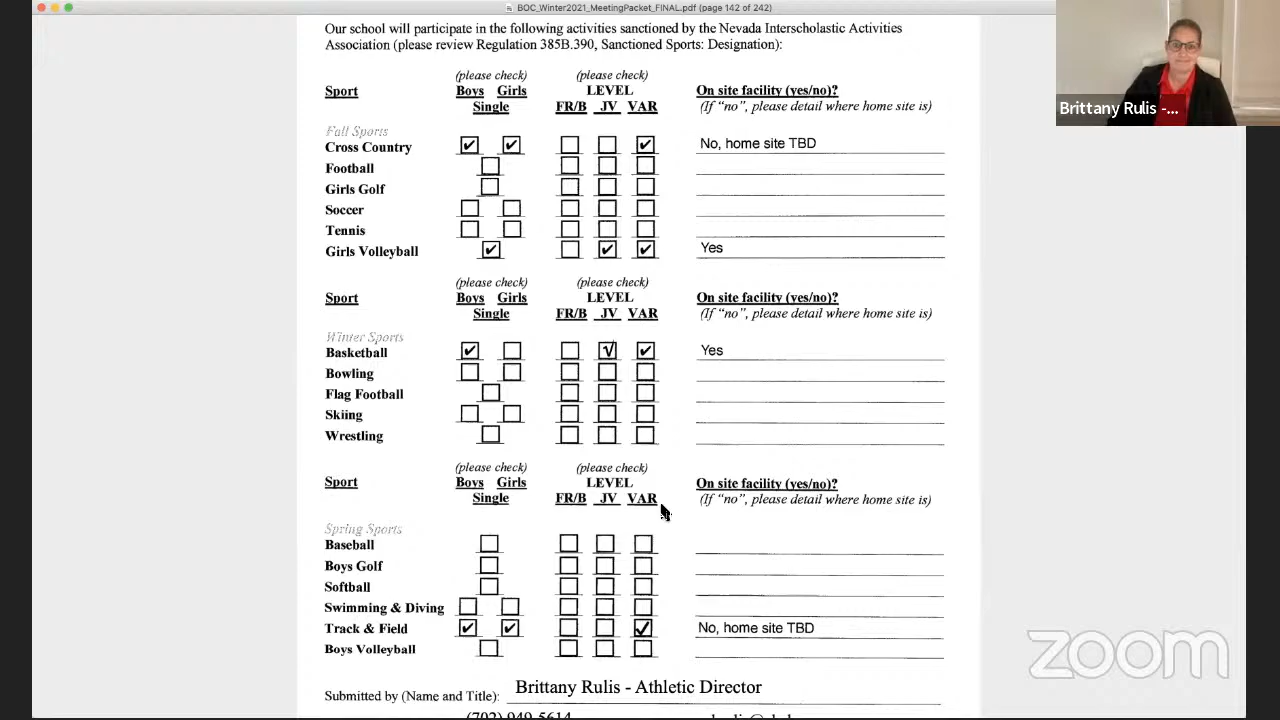 BOC_Winter2021_MeetingPacket_FINAL.pdf (page 142 of 242)
Our school will participate in the following activities sanctioned by the Nevada Interscholastic Activities
Association (please review Regulation 385B.390, Sanctioned Sports: Designation):
(please check) (please check)
Sport Boys Girls LEVEL On site facility (yes/no)?
Single FR/B JV VAR (If “no”, please detail where home site is)
Fall Sports
Cross Country ✔ ✔ ✔ No, home site TBD
Football
Girls Golf
Soccer
Tennis
Girls Volleyball ✔ ✔ ✔ Yes
(please check) (please check)
Sport Boys Girls LEVEL On site facility (yes/no)?
Single FR/B JV VAR (If “no”, please detail where home site is)
Winter Sports
Basketball ✔ √ ✔ Yes
Bowling
Flag Football
Skiing
Wrestling
(please check) (please check)
Sport Boys Girls LEVEL On site facility (yes/no)?
Single FR/B JV VAR (If “no”, please detail where home site is)
Spring Sports
Baseball
Boys Golf
Softball
Swimming & Diving
Track & Field ✔ ✔ ✓ No, home site TBD
Boys Volleyball
Submitted by (Name and Title): Brittany Rulis - Athletic Director
(702) 949-5614
Brittany Rulis -...
zoom